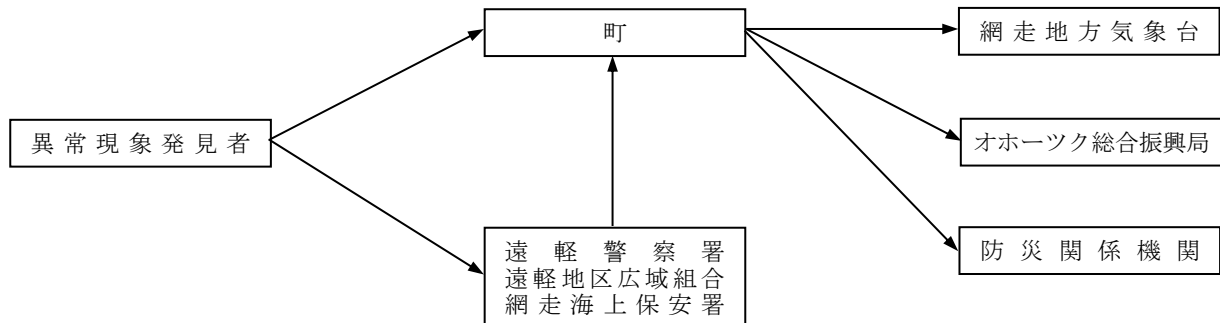 町
網走地方気象台
異常現象発見者
オホーツク総合振興局
遠軽警察署
遠軽地区広域組合
網走海上保安署
防災関係機関